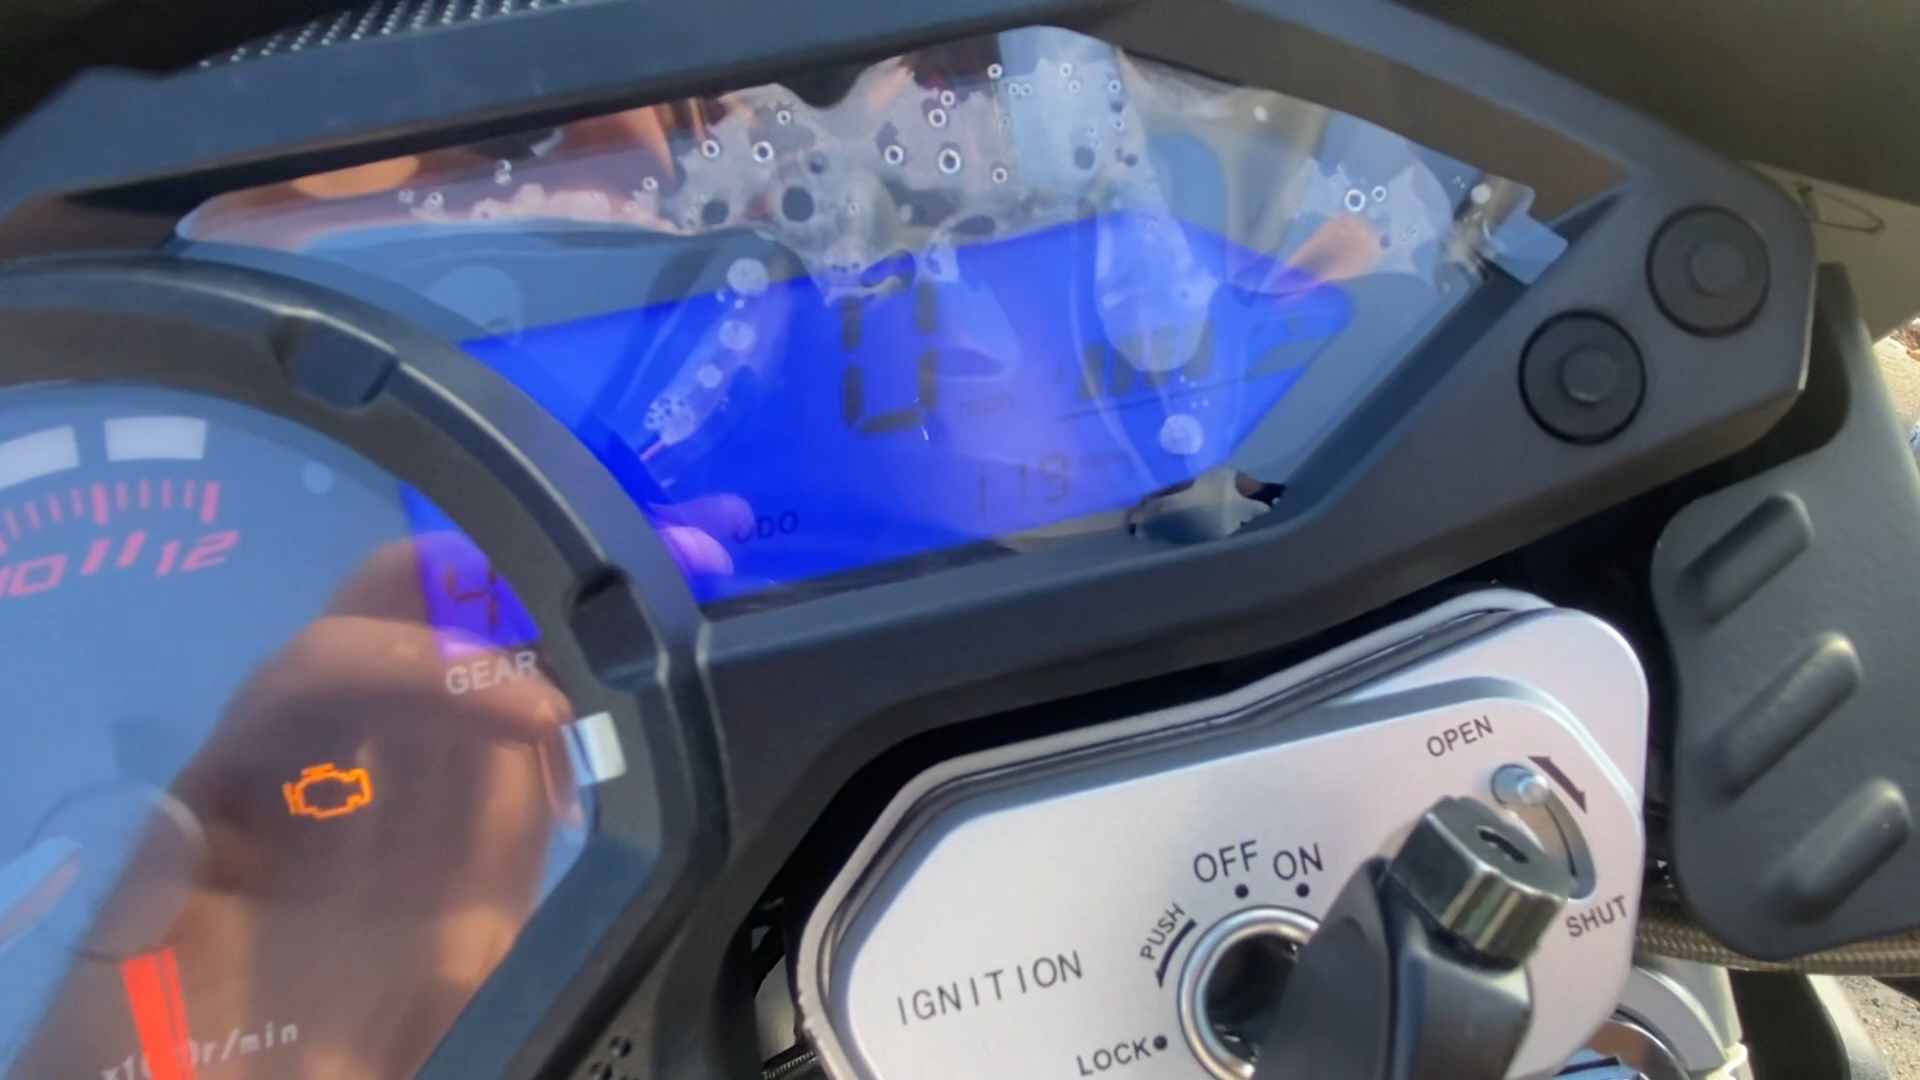 0
mph
119
ODO
10 11 12
4
GEAR
r/min
OPEN
OFF ON
PUSH
SHUT
IGNITION
LOCK